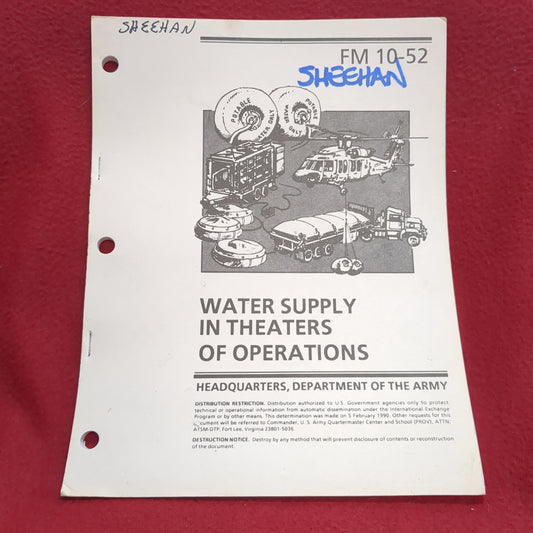 SHEEHAN
FM 10-52
SHEEHAN
POTABLE
WATER ONLY
POTABLE
WATER ONLY
WATER SUPPLY
IN THEATERS
OF OPERATIONS
HEADQUARTERS, DEPARTMENT OF THE ARMY
DISTRIBUTION RESTRICTION. Distribution authorized to U.S. Government agencies only to protect
technical or operational information from automatic dissemination under the International Exchange
Program or by other means. This determination was made on 5 February 1990. Other requests for this
document will be referred to Commander, U. S. Army Quartermaster Center and School (PROV), ATTN:
ATSM-DTP, Fort Lee, Virginia 23801-5036.
DESTRUCTION NOTICE. Destroy by any method that will prevent disclosure of contents or reconstruction
of the document.